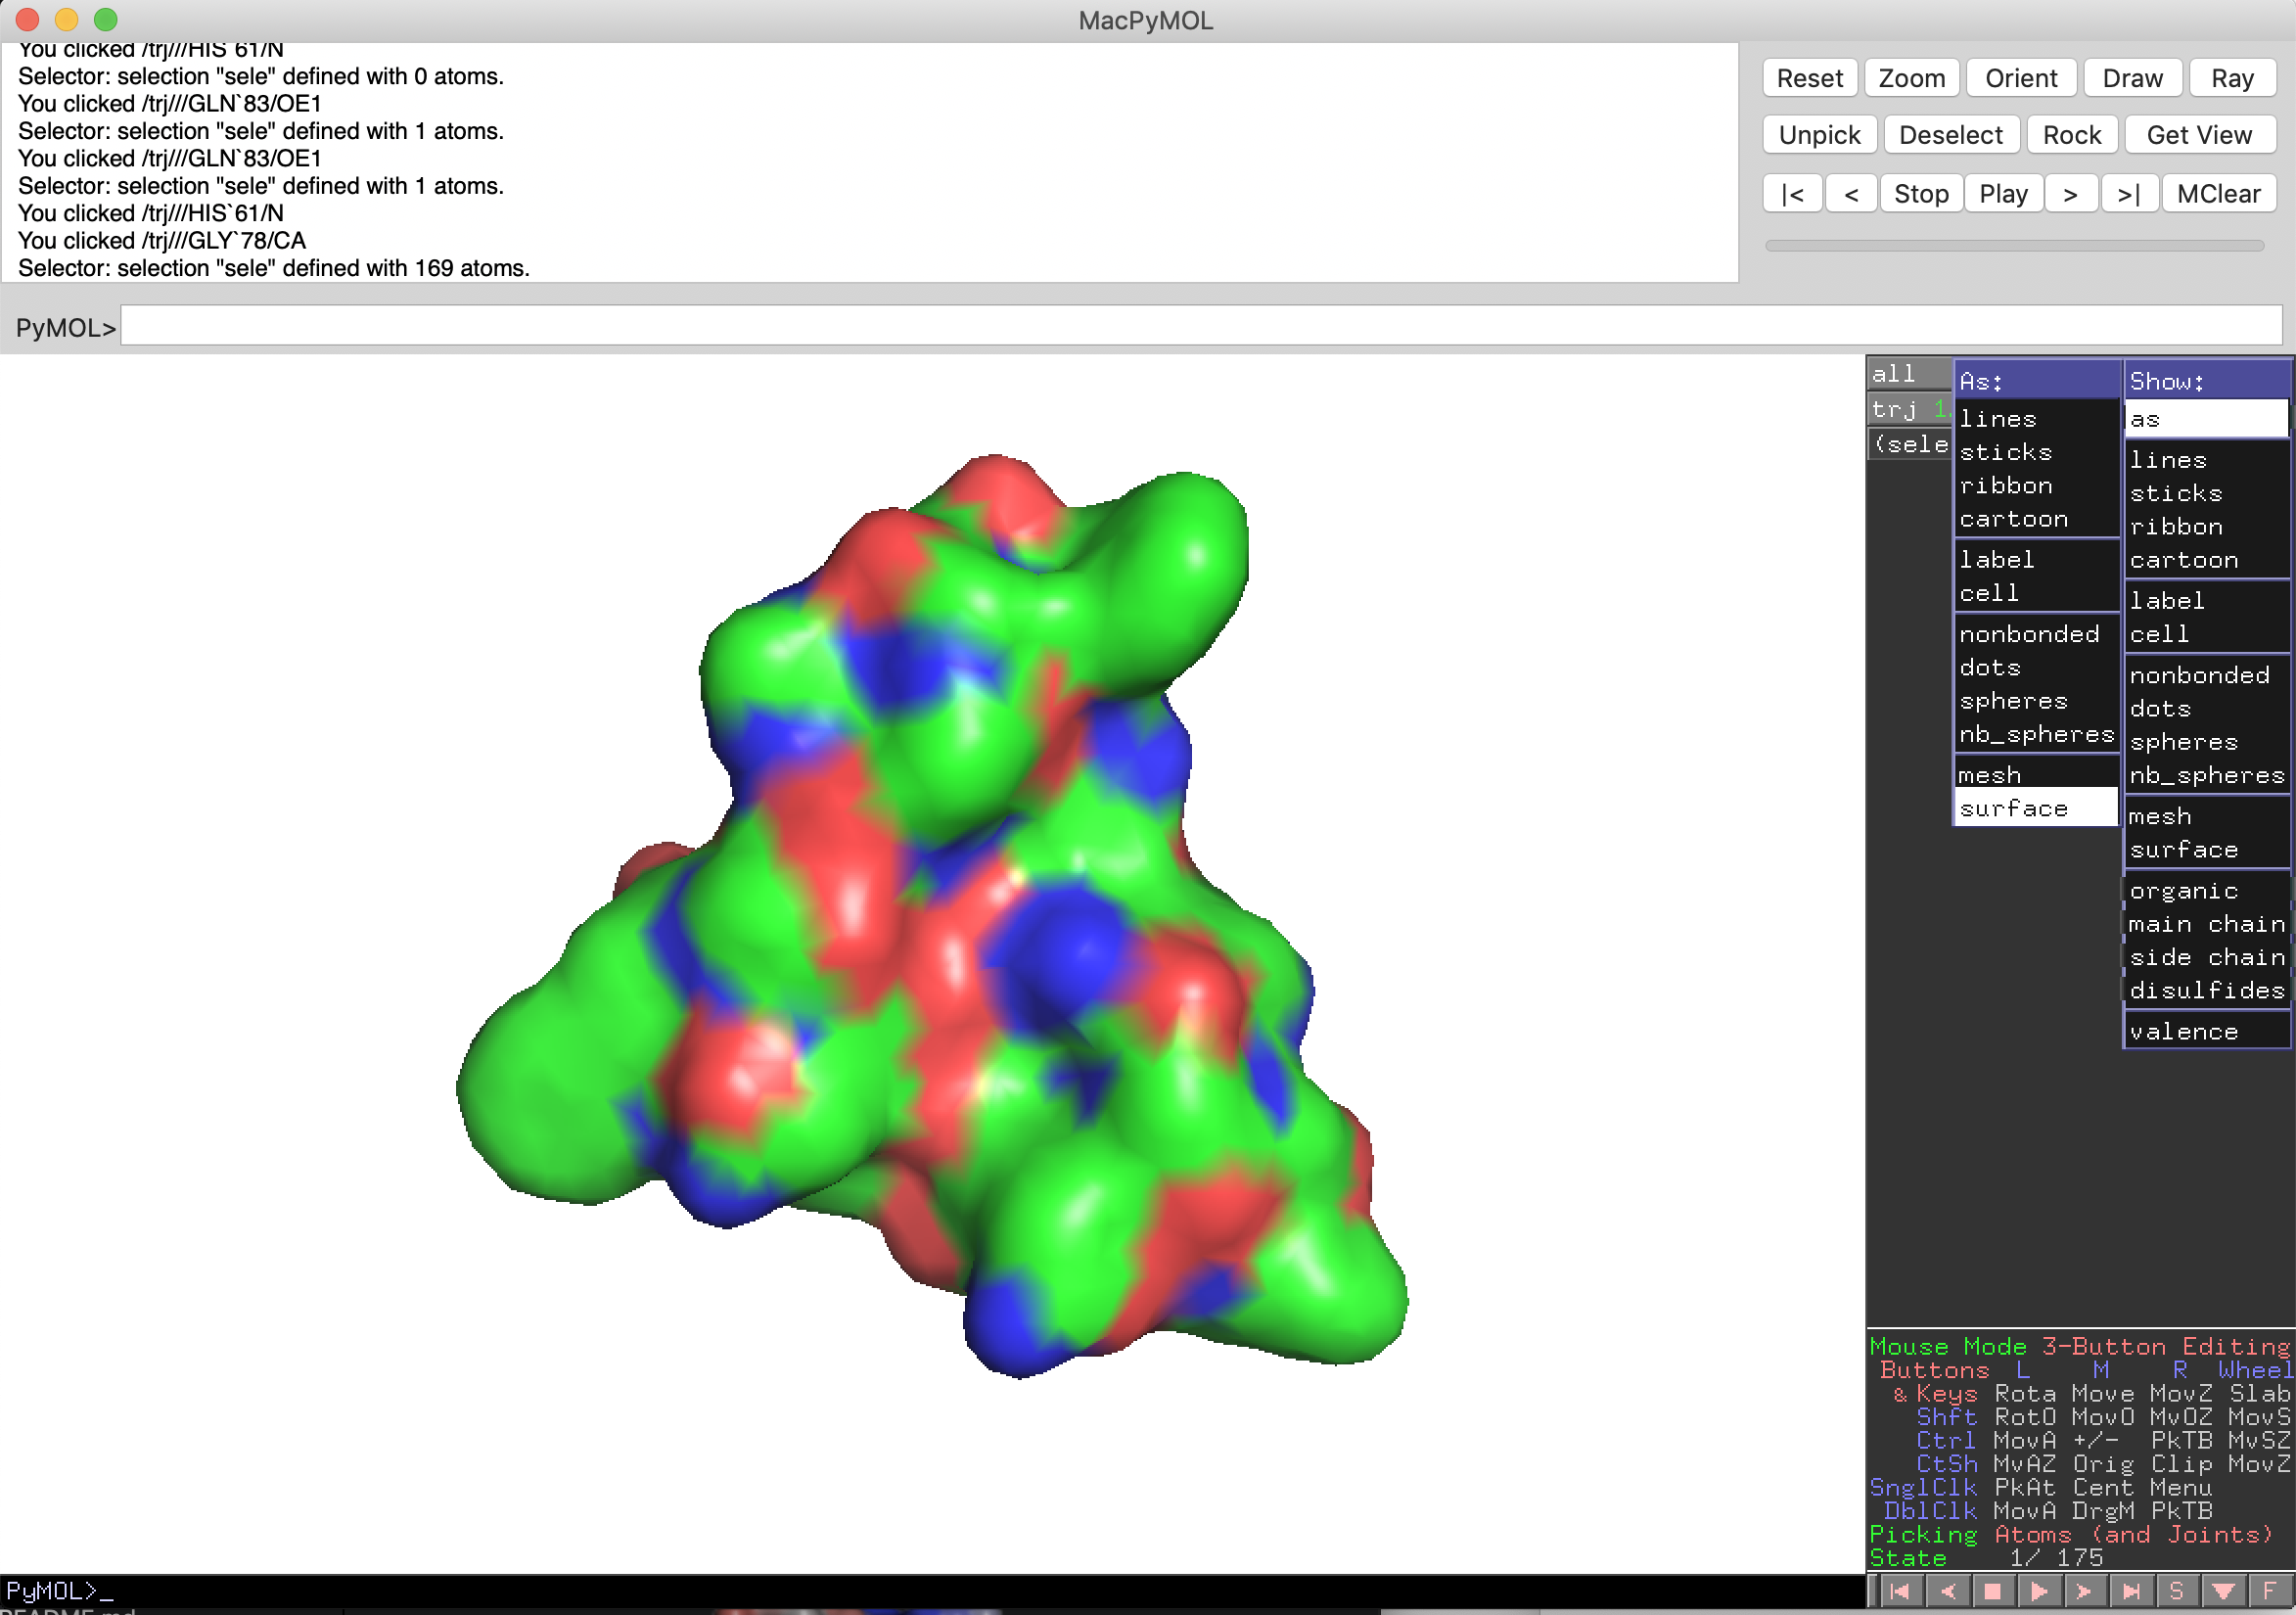 MacPyMOL
You clicked /trj///HIS`61/N
Selector: selection "sele" defined with 0 atoms.
You clicked /trj///GLN`83/OE1
Selector: selection "sele" defined with 1 atoms.
You clicked /trj///GLN`83/OE1
Selector: selection "sele" defined with 1 atoms.
You clicked /trj///HIS`61/N
You clicked /trj///GLY`78/CA
Selector: selection "sele" defined with 169 atoms.
Reset Zoom Orient Draw Ray
Unpick Deselect Rock Get View
|< < Stop Play > >| MClear
PyMOL>
all
trj 1.
(sele
As:
lines
sticks
ribbon
cartoon
label
cell
nonbonded
dots
spheres
nb_spheres
mesh
surface
Show:
as
lines
sticks
ribbon
cartoon
label
cell
nonbonded
dots
spheres
nb_spheres
mesh
surface
organic
main chain
side chain
disulfides
valence
Mouse Mode 3-Button Editing
Buttons L M R Wheel
& Keys Rota Move MovZ Slab
Shft RotO MovO MvOZ MovS
Ctrl MovA +/- PkTB MvSZ
CtSh MvAZ Orig Clip MovZ
SnglClk PkAt Cent Menu
DblClk MovA DrgM PkTB
Picking Atoms (and Joints)
State 1/ 175
PyMOL>_
S F
README.md